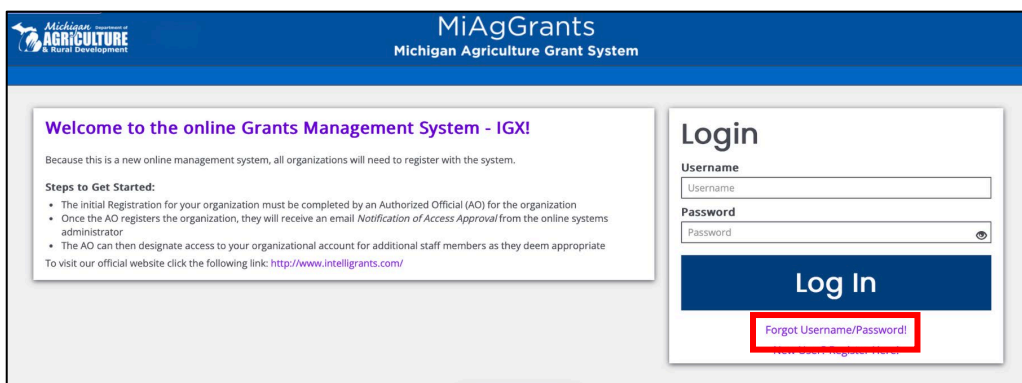 Michigan Department of
AGRICULTURE
& Rural Development
MiAgGrants
Michigan Agriculture Grant System
Welcome to the online Grants Management System - IGX!
Because this is a new online management system, all organizations will need to register with the system.
Steps to Get Started:
• The initial Registration for your organization must be completed by an Authorized Official (AO) for the organization
• Once the AO registers the organization, they will receive an email Notification of Access Approval from the online systems
administrator
• The AO can then designate access to your organizational account for additional staff members as they deem appropriate
To visit our official website click the following link: http://www.intelligrants.com/
Login
Username
Username
Password
Password
Log In
Forgot Username/Password!
New User? Register Here!